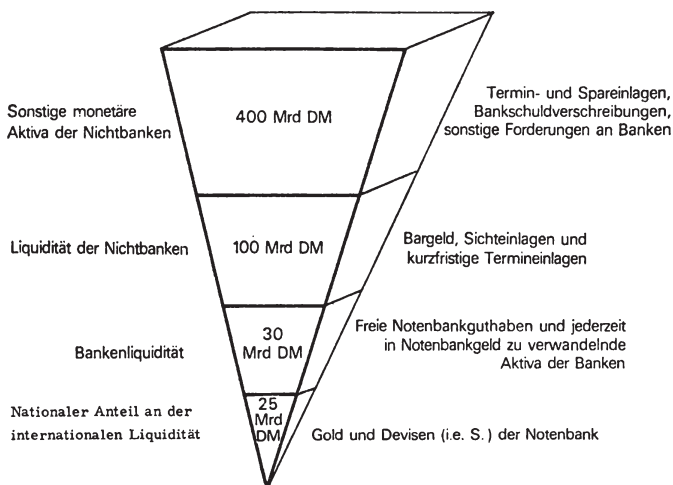 Sonstige monetäre
Aktiva der Nichtbanken
400 Mrd DM
Termin- und Spareinlagen,
Bankschuldverschreibungen,
sonstige Forderungen an Banken
Liquidität der Nichtbanken
100 Mrd DM
Bargeld, Sichteinlagen und
kurzfristige Termineinlagen
Bankenliquidität
30
Mrd DM
Freie Notenbankguthaben und jederzeit
in Notenbankgeld zu verwandelnde
Aktiva der Banken
Nationaler Anteil an der
internationalen Liquidität
25
Mrd
DM
Gold und Devisen (i.e. S.) der Notenbank